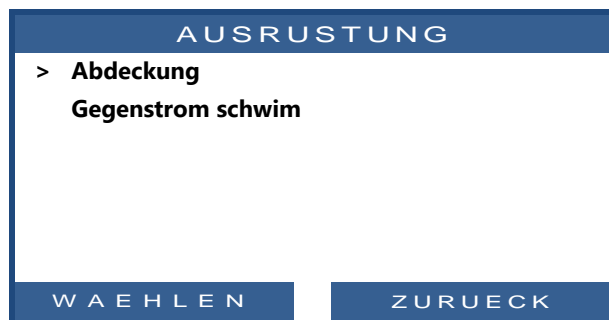 AUSRUSTUNG
> Abdeckung
Gegenstrom schwim
WAEHLEN ZURUECK